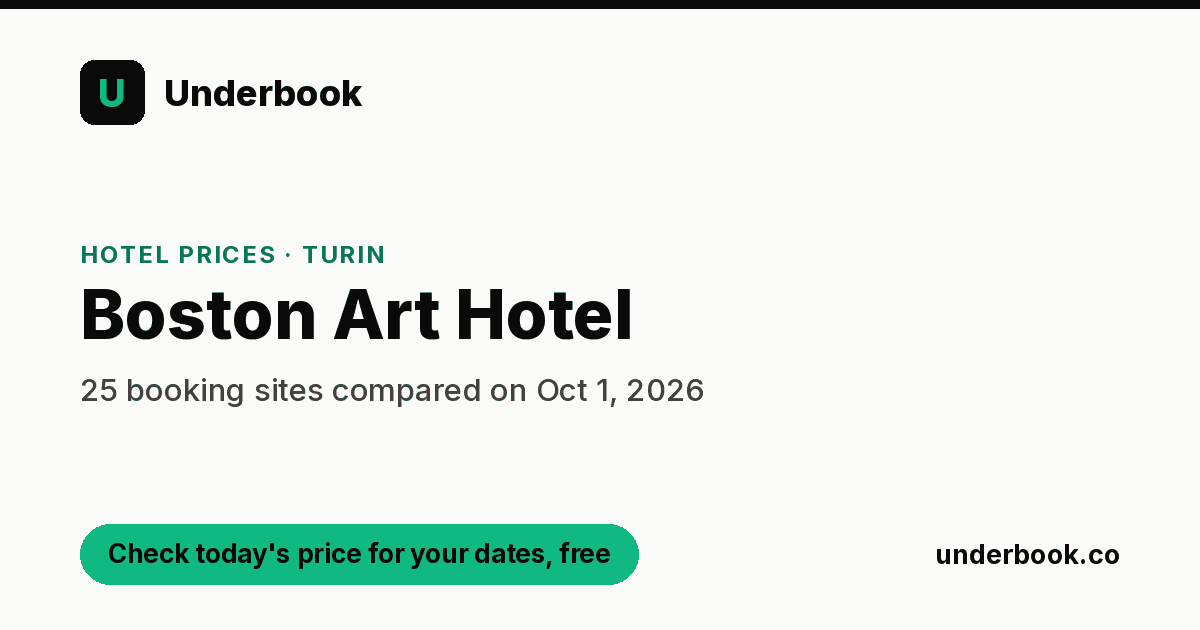 U Underbook
HOTEL PRICES · TURIN
Boston Art Hotel
25 booking sites compared on Oct 1, 2026
Check today's price for your dates, free
underbook.co